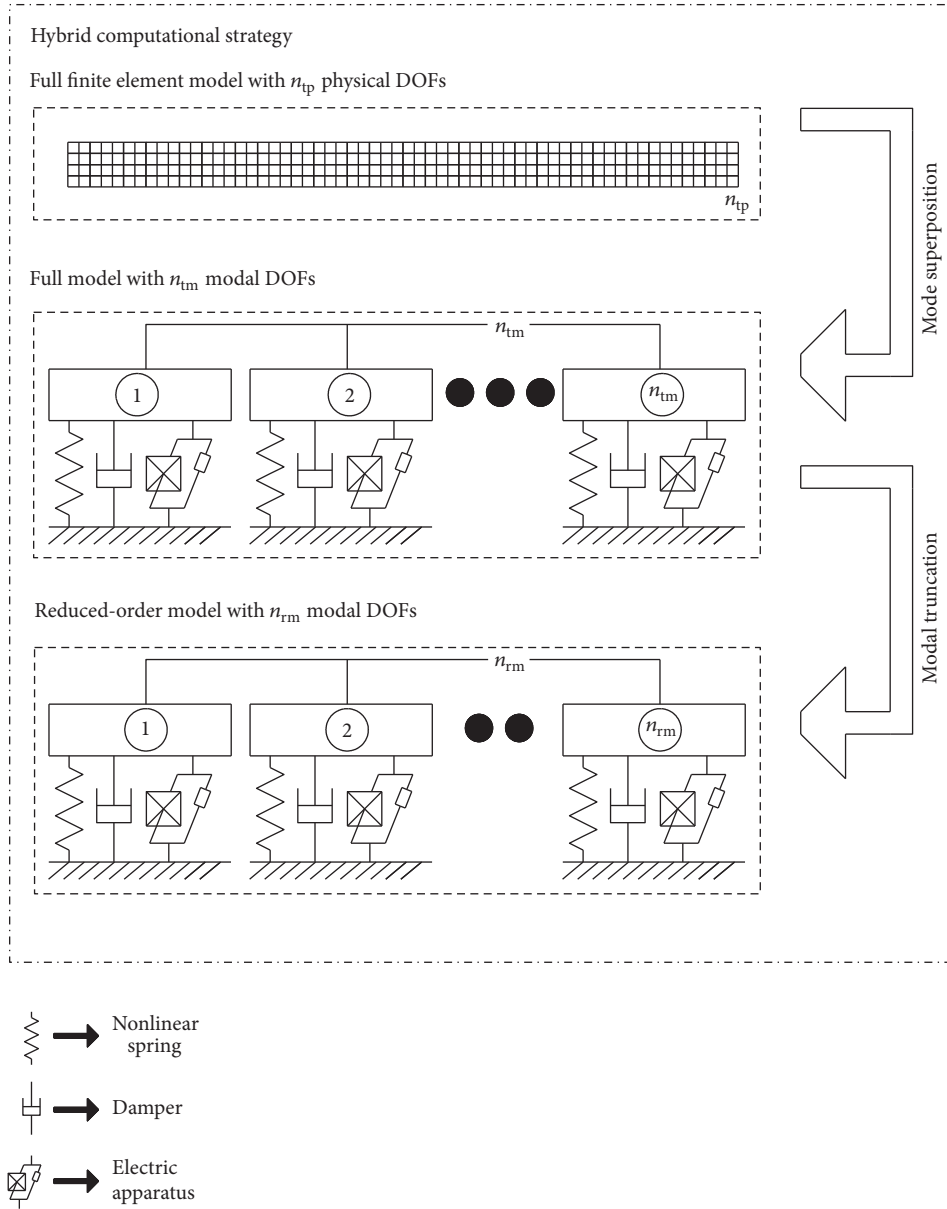 Hybrid computational strategy
Full finite element model with n_tp physical DOFs
n_tp
Mode superposition
Full model with n_tm modal DOFs
n_tm
1
2
n_tm
Modal truncation
Reduced-order model with n_rm modal DOFs
n_rm
1
2
n_rm
Nonlinear
spring
Damper
Electric
apparatus